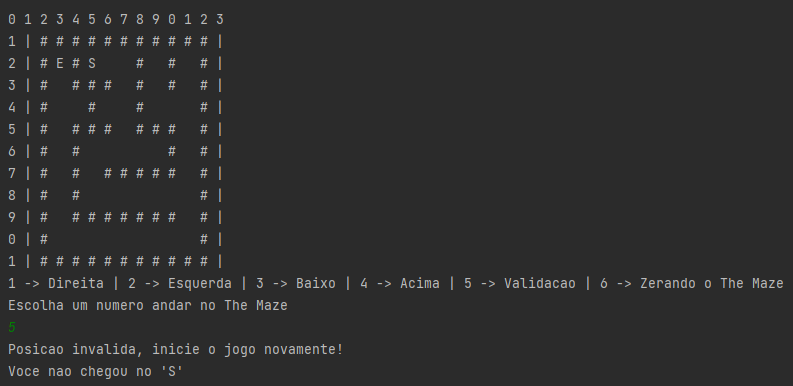 0 1 2 3 4 5 6 7 8 9 0 1 2 3
1 | # # # # # # # # # # # |
2 | # E # S     #   #   # |
3 | #   # # #   #   #   # |
4 | #     #     #       # |
5 | #   # # #   # # #   # |
6 | #   #           #   # |
7 | #   #   # # # # #   # |
8 | #   #               # |
9 | #   # # # # # # #   # |
0 | #                   # |
1 | # # # # # # # # # # # |
1 -> Direita | 2 -> Esquerda | 3 -> Baixo | 4 -> Acima | 5 -> Validacao | 6 -> Zerando o The Maze
Escolha um numero andar no The Maze
5
Posicao invalida, inicie o jogo novamente!
Voce nao chegou no 'S'